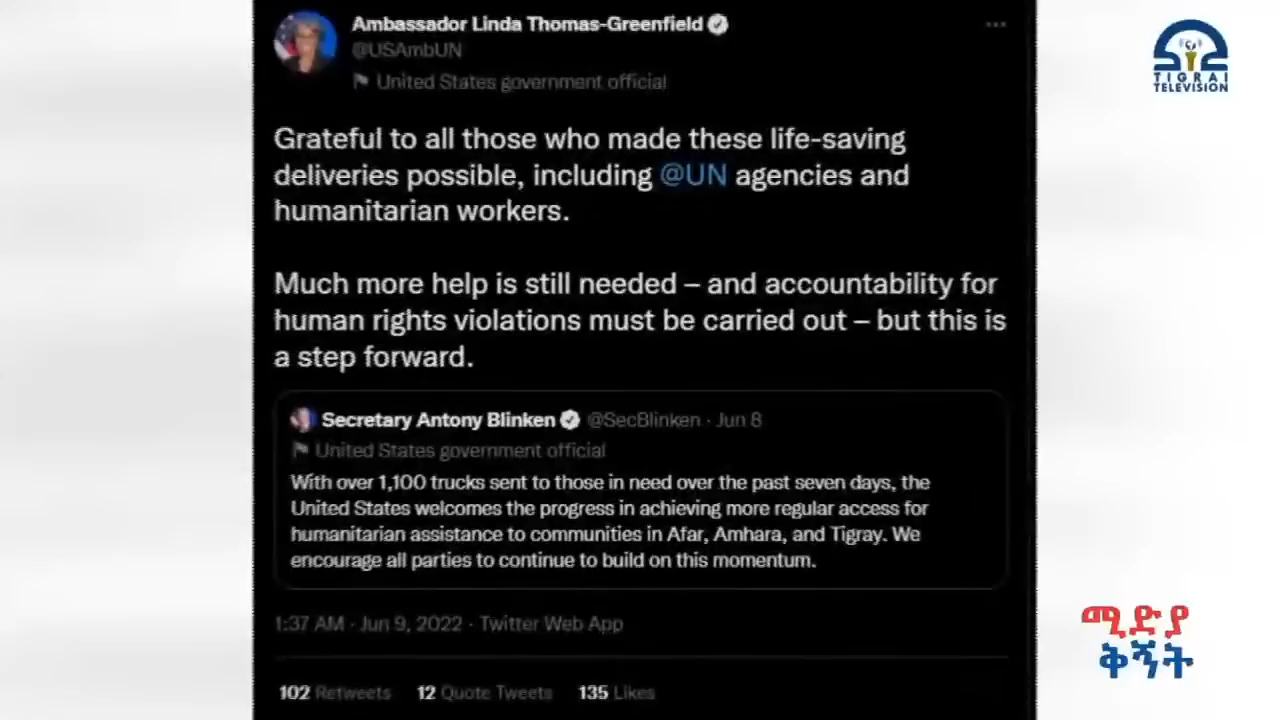 Ambassador Linda Thomas-Greenfield
@USAmbUN
United States government official
Grateful to all those who made these life-saving
deliveries possible, including @UN agencies and
humanitarian workers.
Much more help is still needed – and accountability for
human rights violations must be carried out – but this is
a step forward.
Secretary Antony Blinken @SecBlinken · Jun 8
United States government official
With over 1,100 trucks sent to those in need over the past seven days, the
United States welcomes the progress in achieving more regular access for
humanitarian assistance to communities in Afar, Amhara, and Tigray. We
encourage all parties to continue to build on this momentum.
1:37 AM · Jun 9, 2022 · Twitter Web App
102 Retweets 12 Quote Tweets 135 Likes
TIGRAI
TELEVISION
ሚድያ
ቅኝት